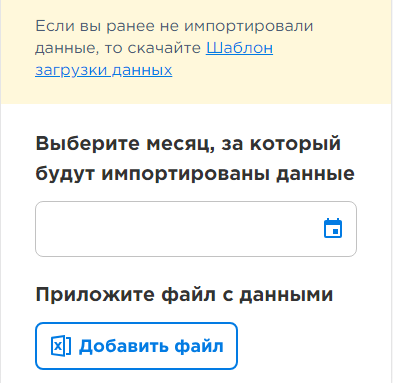 Если вы ранее не импортировали
данные, то скачайте Шаблон
загрузки данных
Выберите месяц, за который
будут импортированы данные
Приложите файл с данными
Добавить файл